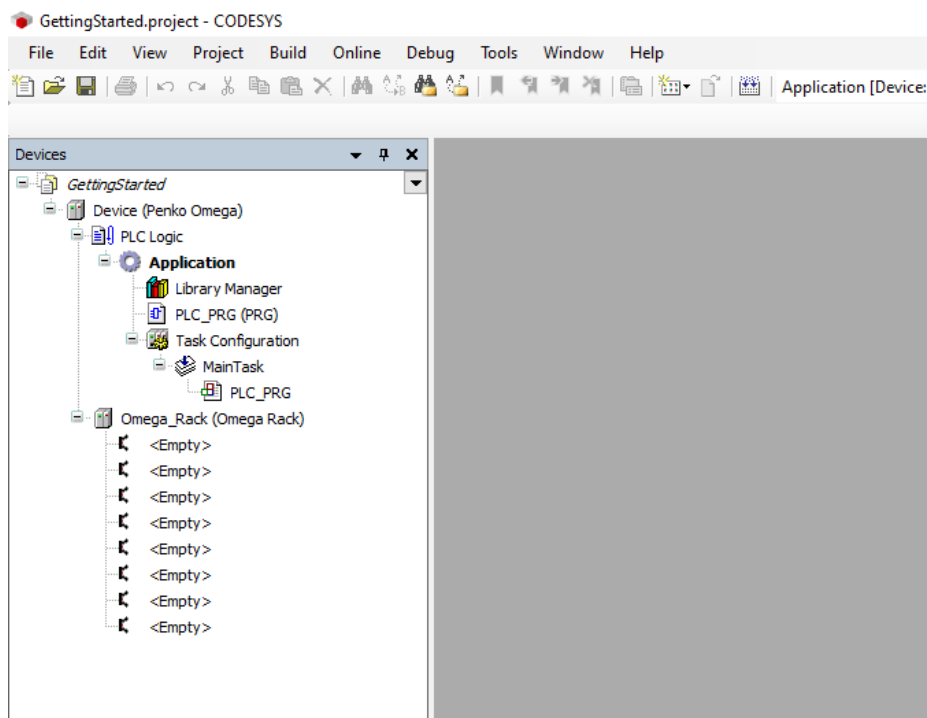 GettingStarted.project - CODESYS
File Edit View Project Build Online Debug Tools Window Help
Application [Device:
Devices
GettingStarted
Device (Penko Omega)
PLC Logic
Application
Library Manager
PLC_PRG (PRG)
Task Configuration
MainTask
PLC_PRG
Omega_Rack (Omega Rack)
<Empty>
<Empty>
<Empty>
<Empty>
<Empty>
<Empty>
<Empty>
<Empty>